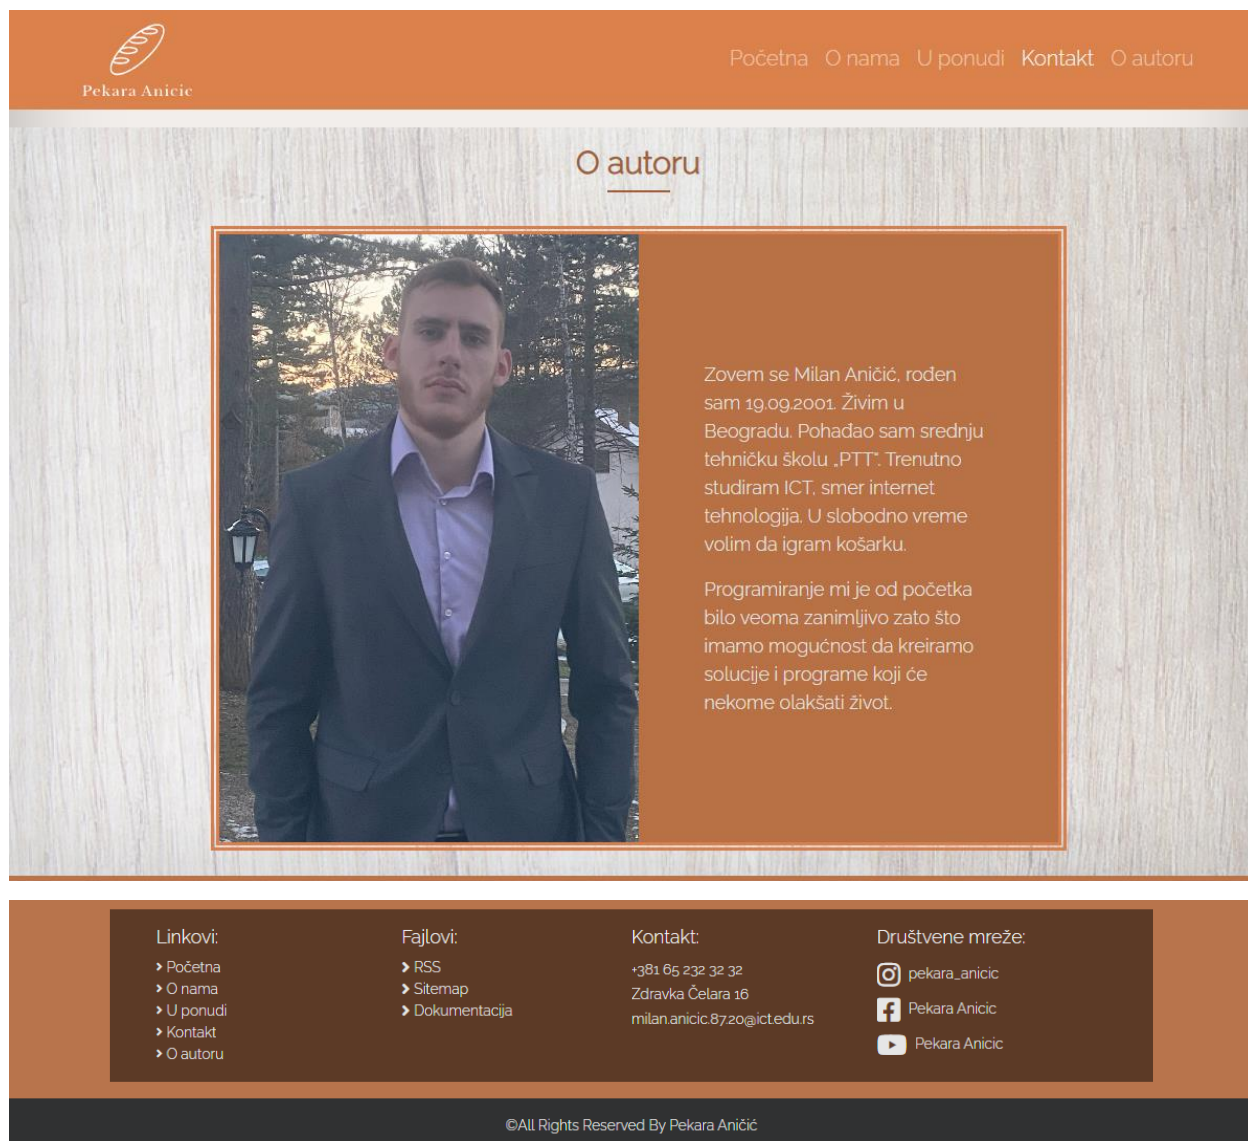 Pekara Anicic
Početna O nama U ponudi Kontakt O autoru
O autoru
Zovem se Milan Aničić, rođen
sam 19.09.2001. Živim u
Beogradu. Pohađao sam srednju
tehničku školu „PTT“. Trenutno
studiram ICT, smer internet
tehnologija. U slobodno vreme
volim da igram košarku.
Programiranje mi je od početka
bilo veoma zanimljivo zato što
imamo mogućnost da kreiramo
solucije i programe koji će
nekome olakšati život.
Linkovi:
Početna
O nama
U ponudi
Kontakt
O autoru
Fajlovi:
RSS
Sitemap
Dokumentacija
Kontakt:
+381 65 232 32 32
Zdravka Čelara 16
milan.anicic.87.20@ict.edu.rs
Društvene mreže:
pekara_anicic
Pekara Anicic
Pekara Anicic
©All Rights Reserved By Pekara Aničić